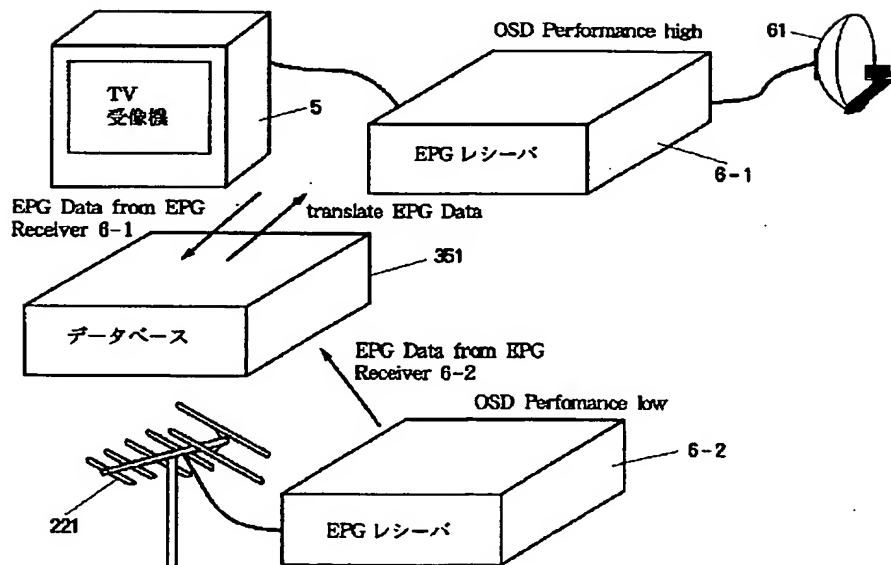 OSD Performance high
61
TV
受像機
5
EPG レシーバ
6-1
EPG Data from EPG
Receiver 6-1
translate EPG Data
351
データベース
EPG Data from EPG
Receiver 6-2
OSD Perfomance low
6-2
221
EPG レシーバ